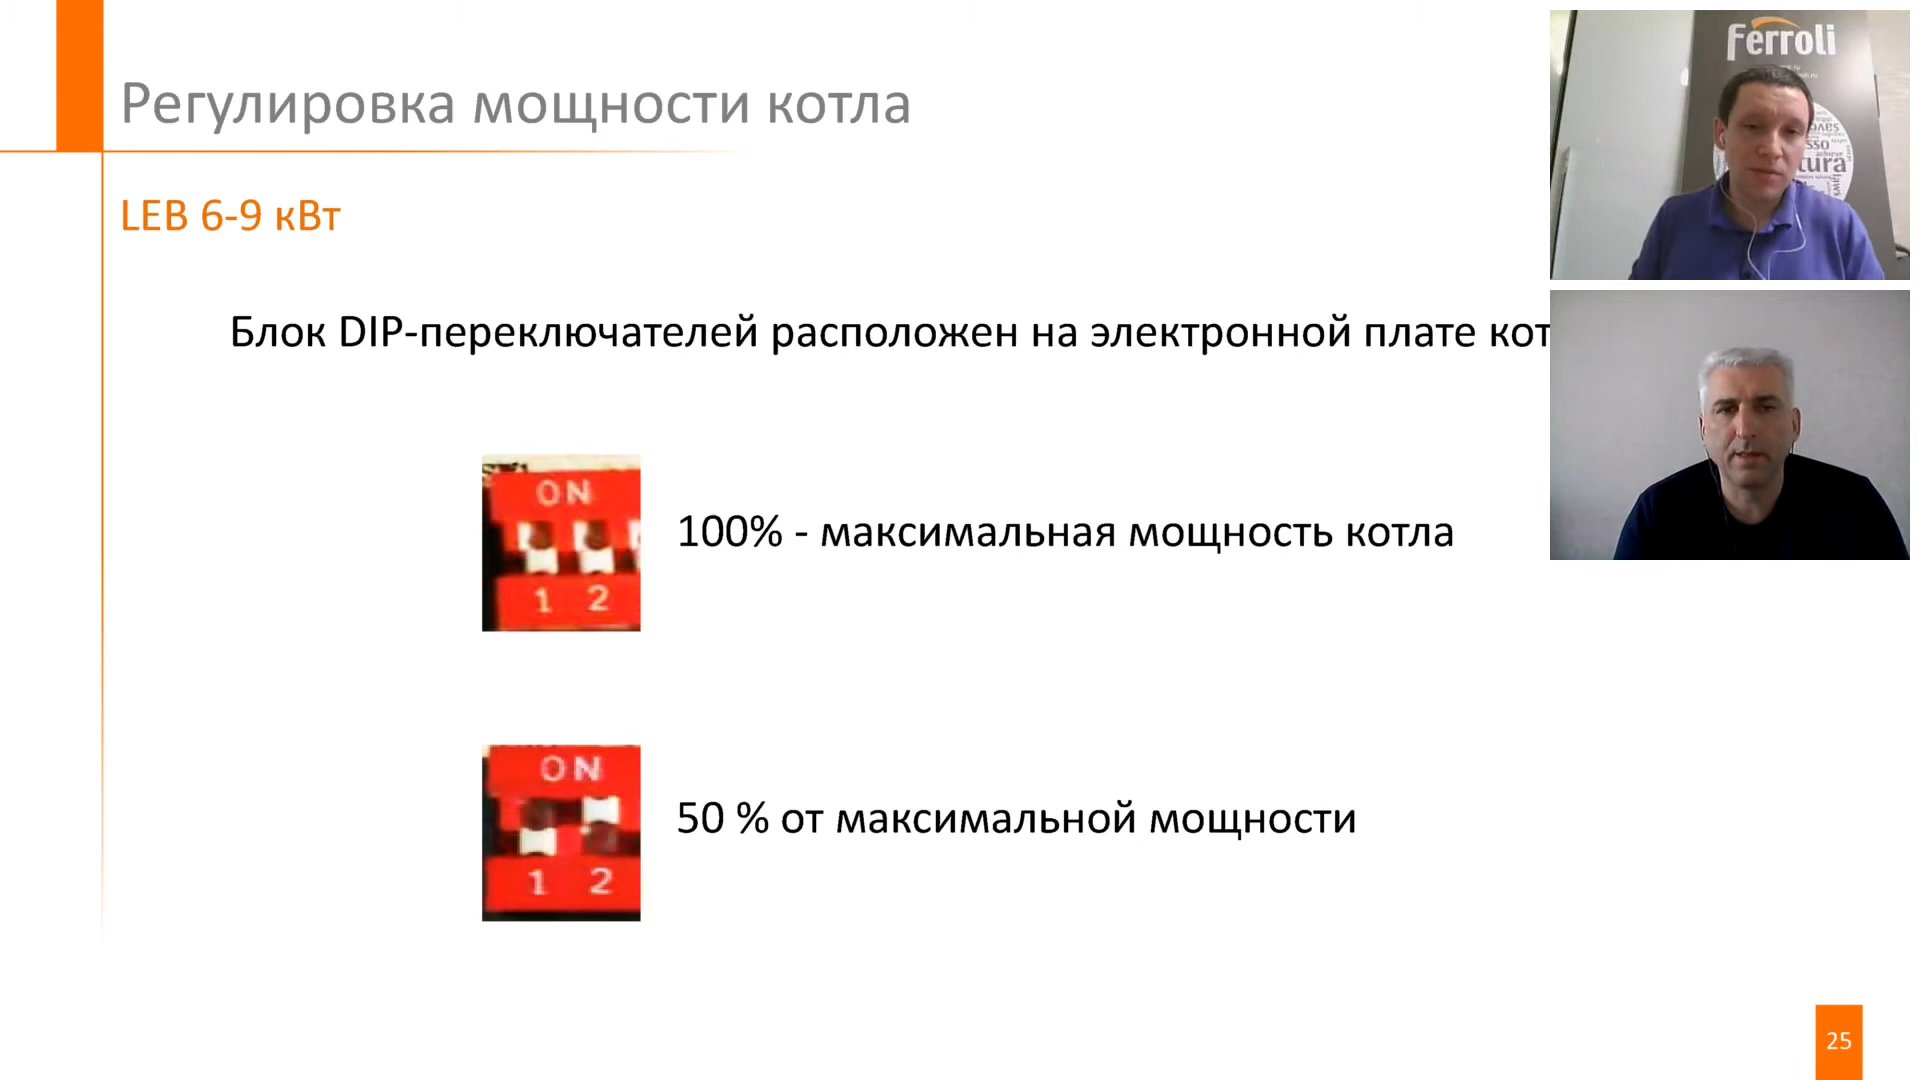 Регулировка мощности котла
LEB 6-9 кВт
Блок DIP-переключателей расположен на электронной плате кот
ON
1 2
100% - максимальная мощность котла
ON
1 2
50 % от максимальной мощности
25
Ferroli
tura